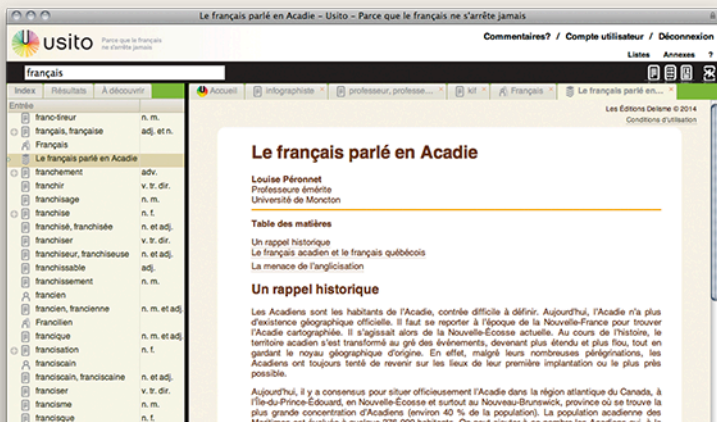 Le français parlé en Acadie – Usito – Parce que le français ne s'arrête jamais
usito
Parce que le français
ne s'arrête jamais
Commentaires? / Compte utilisateur / Déconnexion
Listes Annexes ?
français
Index Résultats À découvrir
Accueil infographiste × professeur, professe... × kif × Français × Le français parlé en... ×
Entrée
franc-tireur n. m.
français, française adj. et n.
Français
Le français parlé en Acadie
franchement adv.
franchir v. tr. dir.
franchisage n. m.
franchise n. f.
franchisé, franchisée n. et adj.
franchiser v. tr. dir.
franchiseur, franchiseuse n. et adj.
franchissable adj.
franchissement n. m.
francien
francien, francienne n. m. et adj.
Francilien
francique n. m. et adj.
francisation n. f.
franciscain
franciscain, franciscaine n. et adj.
franciser v. tr. dir.
francisme n. m.
francisque n. f.
Les Éditions Delisme © 2014
Conditions d'utilisation
Le français parlé en Acadie
Louise Péronnet
Professeure émérite
Université de Moncton
Table des matières
Un rappel historique
Le français acadien et le français québécois
La menace de l'anglicisation
Un rappel historique
Les Acadiens sont les habitants de l'Acadie, contrée difficile à définir. Aujourd'hui, l'Acadie n'a plus
d'existence géographique officielle. Il faut se reporter à l'époque de la Nouvelle-France pour trouver
l'Acadie cartographiée. Il s'agissait alors de la Nouvelle-Écosse actuelle. Au cours de l'histoire, le
territoire acadien s'est transformé au gré des événements, devenant plus étendu et plus flou, tout en
gardant le noyau géographique d'origine. En effet, malgré leurs nombreuses pérégrinations, les
Acadiens ont toujours tenté de revenir sur les lieux de leur première implantation ou le plus près
possible.
Aujourd'hui, il y a consensus pour situer officieusement l'Acadie dans la région atlantique du Canada, à
l'Île-du-Prince-Édouard, en Nouvelle-Écosse et surtout au Nouveau-Brunswick, province où se trouve la
plus grande concentration d'Acadiens (environ 40 % de la population). La population acadienne des